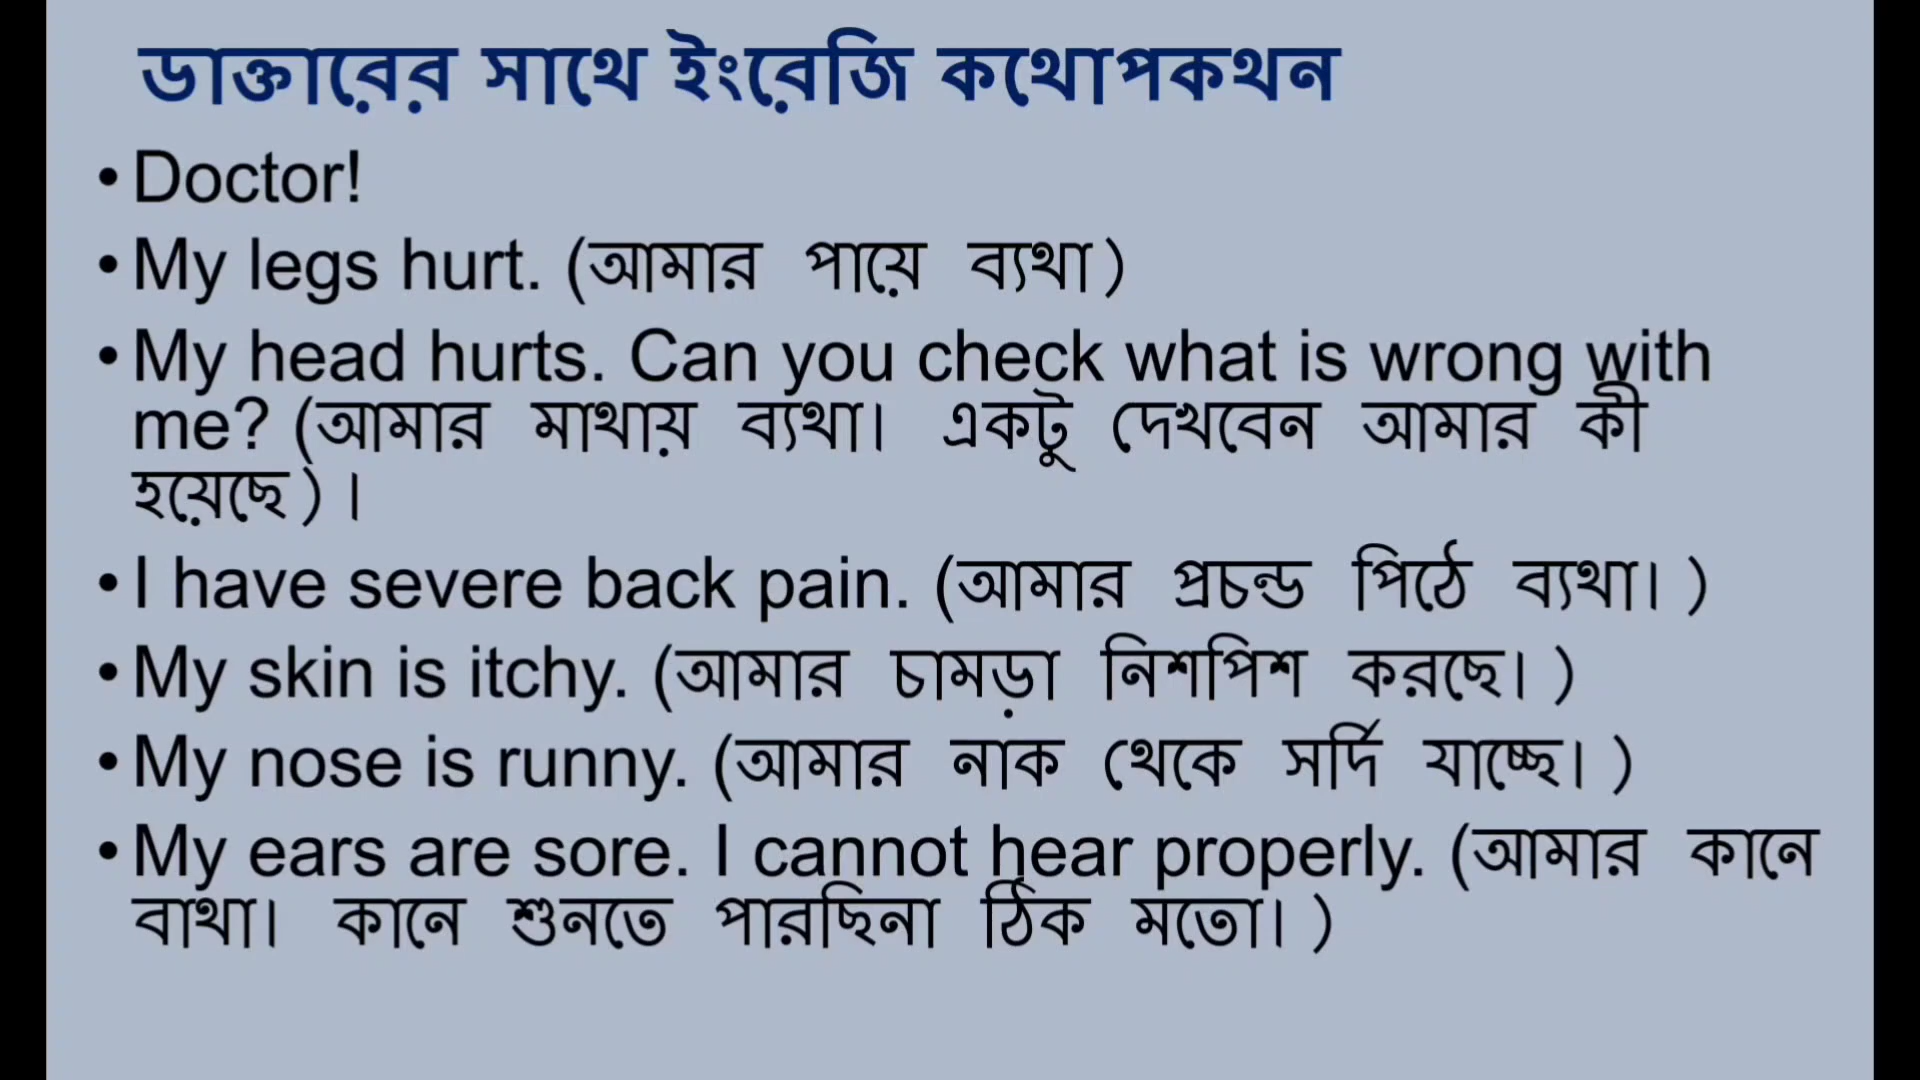 ডাক্তারের সাথে ইংরেজি কথোপকথন
• Doctor!
• My legs hurt. (আমার পায়ে ব্যথা)
• My head hurts. Can you check what is wrong with
me? (আমার মাথায় ব্যথা। একটু দেখবেন আমার কী
হয়েছে)।
• I have severe back pain. (আমার প্রচন্ড পিঠে ব্যথা।)
• My skin is itchy. (আমার চামড়া নিশপিশ করছে।)
• My nose is runny. (আমার নাক থেকে সর্দি যাচ্ছে।)
• My ears are sore. I cannot hear properly. (আমার কানে
বাথা। কানে শুনতে পারছিনা ঠিক মতো।)